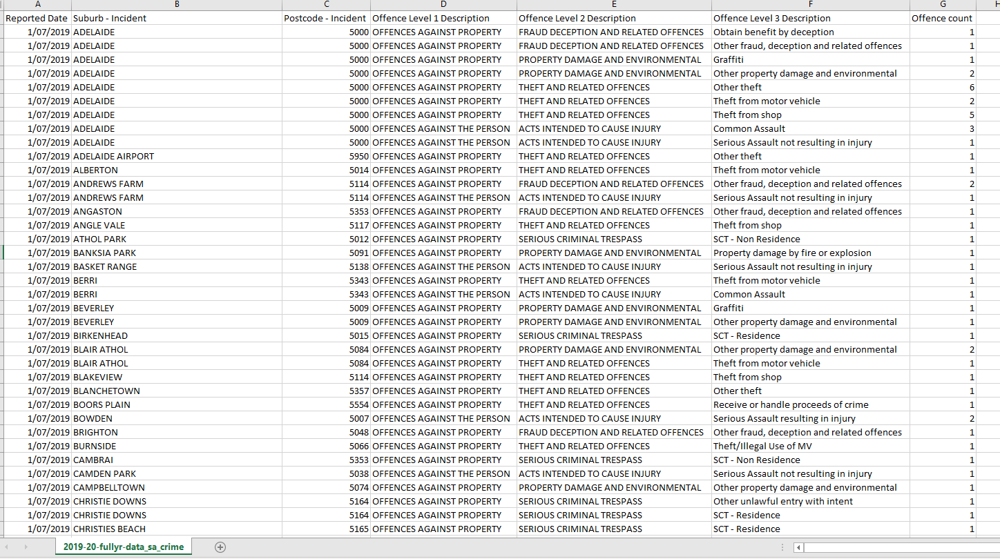 A B C D E F G H
Reported Date Suburb - Incident Postcode - Incident Offence Level 1 Description Offence Level 2 Description Offence Level 3 Description Offence count
1/07/2019 ADELAIDE 5000 OFFENCES AGAINST PROPERTY FRAUD DECEPTION AND RELATED OFFENCES Obtain benefit by deception 1
1/07/2019 ADELAIDE 5000 OFFENCES AGAINST PROPERTY FRAUD DECEPTION AND RELATED OFFENCES Other fraud, deception and related offences 1
1/07/2019 ADELAIDE 5000 OFFENCES AGAINST PROPERTY PROPERTY DAMAGE AND ENVIRONMENTAL Graffiti 1
1/07/2019 ADELAIDE 5000 OFFENCES AGAINST PROPERTY PROPERTY DAMAGE AND ENVIRONMENTAL Other property damage and environmental 2
1/07/2019 ADELAIDE 5000 OFFENCES AGAINST PROPERTY THEFT AND RELATED OFFENCES Other theft 6
1/07/2019 ADELAIDE 5000 OFFENCES AGAINST PROPERTY THEFT AND RELATED OFFENCES Theft from motor vehicle 2
1/07/2019 ADELAIDE 5000 OFFENCES AGAINST PROPERTY THEFT AND RELATED OFFENCES Theft from shop 5
1/07/2019 ADELAIDE 5000 OFFENCES AGAINST THE PERSON ACTS INTENDED TO CAUSE INJURY Common Assault 3
1/07/2019 ADELAIDE 5000 OFFENCES AGAINST THE PERSON ACTS INTENDED TO CAUSE INJURY Serious Assault not resulting in injury 1
1/07/2019 ADELAIDE AIRPORT 5950 OFFENCES AGAINST PROPERTY THEFT AND RELATED OFFENCES Other theft 1
1/07/2019 ALBERTON 5014 OFFENCES AGAINST PROPERTY THEFT AND RELATED OFFENCES Theft from motor vehicle 1
1/07/2019 ANDREWS FARM 5114 OFFENCES AGAINST PROPERTY FRAUD DECEPTION AND RELATED OFFENCES Other fraud, deception and related offences 2
1/07/2019 ANDREWS FARM 5114 OFFENCES AGAINST THE PERSON ACTS INTENDED TO CAUSE INJURY Serious Assault not resulting in injury 1
1/07/2019 ANGASTON 5353 OFFENCES AGAINST PROPERTY FRAUD DECEPTION AND RELATED OFFENCES Other fraud, deception and related offences 1
1/07/2019 ANGLE VALE 5117 OFFENCES AGAINST PROPERTY THEFT AND RELATED OFFENCES Theft from shop 1
1/07/2019 ATHOL PARK 5012 OFFENCES AGAINST PROPERTY SERIOUS CRIMINAL TRESPASS SCT - Non Residence 1
1/07/2019 BANKSIA PARK 5091 OFFENCES AGAINST PROPERTY PROPERTY DAMAGE AND ENVIRONMENTAL Property damage by fire or explosion 1
1/07/2019 BASKET RANGE 5138 OFFENCES AGAINST THE PERSON ACTS INTENDED TO CAUSE INJURY Serious Assault not resulting in injury 1
1/07/2019 BERRI 5343 OFFENCES AGAINST PROPERTY THEFT AND RELATED OFFENCES Theft from motor vehicle 1
1/07/2019 BERRI 5343 OFFENCES AGAINST THE PERSON ACTS INTENDED TO CAUSE INJURY Common Assault 1
1/07/2019 BEVERLEY 5009 OFFENCES AGAINST PROPERTY PROPERTY DAMAGE AND ENVIRONMENTAL Graffiti 1
1/07/2019 BEVERLEY 5009 OFFENCES AGAINST PROPERTY PROPERTY DAMAGE AND ENVIRONMENTAL Other property damage and environmental 1
1/07/2019 BIRKENHEAD 5015 OFFENCES AGAINST PROPERTY SERIOUS CRIMINAL TRESPASS SCT - Residence 1
1/07/2019 BLAIR ATHOL 5084 OFFENCES AGAINST PROPERTY PROPERTY DAMAGE AND ENVIRONMENTAL Other property damage and environmental 2
1/07/2019 BLAIR ATHOL 5084 OFFENCES AGAINST PROPERTY THEFT AND RELATED OFFENCES Theft from motor vehicle 1
1/07/2019 BLAKEVIEW 5114 OFFENCES AGAINST PROPERTY THEFT AND RELATED OFFENCES Theft from shop 1
1/07/2019 BLANCHETOWN 5357 OFFENCES AGAINST PROPERTY THEFT AND RELATED OFFENCES Other theft 1
1/07/2019 BOORS PLAIN 5554 OFFENCES AGAINST PROPERTY THEFT AND RELATED OFFENCES Receive or handle proceeds of crime 1
1/07/2019 BOWDEN 5007 OFFENCES AGAINST THE PERSON ACTS INTENDED TO CAUSE INJURY Serious Assault resulting in injury 2
1/07/2019 BRIGHTON 5048 OFFENCES AGAINST PROPERTY FRAUD DECEPTION AND RELATED OFFENCES Other fraud, deception and related offences 1
1/07/2019 BURNSIDE 5066 OFFENCES AGAINST PROPERTY THEFT AND RELATED OFFENCES Theft/Illegal Use of MV 1
1/07/2019 CAMBRAI 5353 OFFENCES AGAINST PROPERTY SERIOUS CRIMINAL TRESPASS SCT - Non Residence 1
1/07/2019 CAMDEN PARK 5038 OFFENCES AGAINST THE PERSON ACTS INTENDED TO CAUSE INJURY Serious Assault not resulting in injury 1
1/07/2019 CAMPBELLTOWN 5074 OFFENCES AGAINST PROPERTY PROPERTY DAMAGE AND ENVIRONMENTAL Other property damage and environmental 1
1/07/2019 CHRISTIE DOWNS 5164 OFFENCES AGAINST PROPERTY SERIOUS CRIMINAL TRESPASS Other unlawful entry with intent 1
1/07/2019 CHRISTIE DOWNS 5164 OFFENCES AGAINST PROPERTY SERIOUS CRIMINAL TRESPASS SCT - Residence 1
1/07/2019 CHRISTIES BEACH 5165 OFFENCES AGAINST PROPERTY SERIOUS CRIMINAL TRESPASS SCT - Residence 1
2019-20-fullyr-data_sa_crime